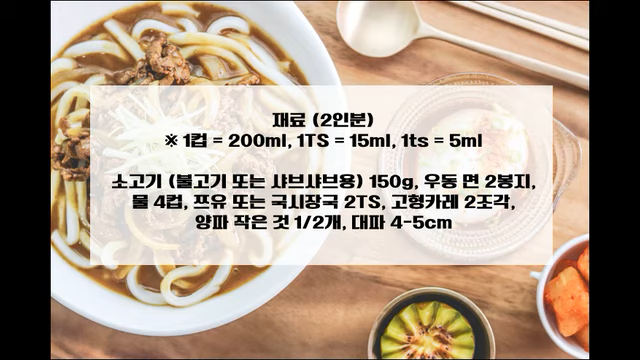 재료 (2인분)
※ 1컵 = 200ml, 1TS = 15ml, 1ts = 5ml
소고기 (불고기 또는 샤브샤브용) 150g, 우동 면 2봉지,
물 4컵, 쯔유 또는 국시장국 2TS, 고형카레 2조각,
양파 작은 것 1/2개, 대파 4-5cm